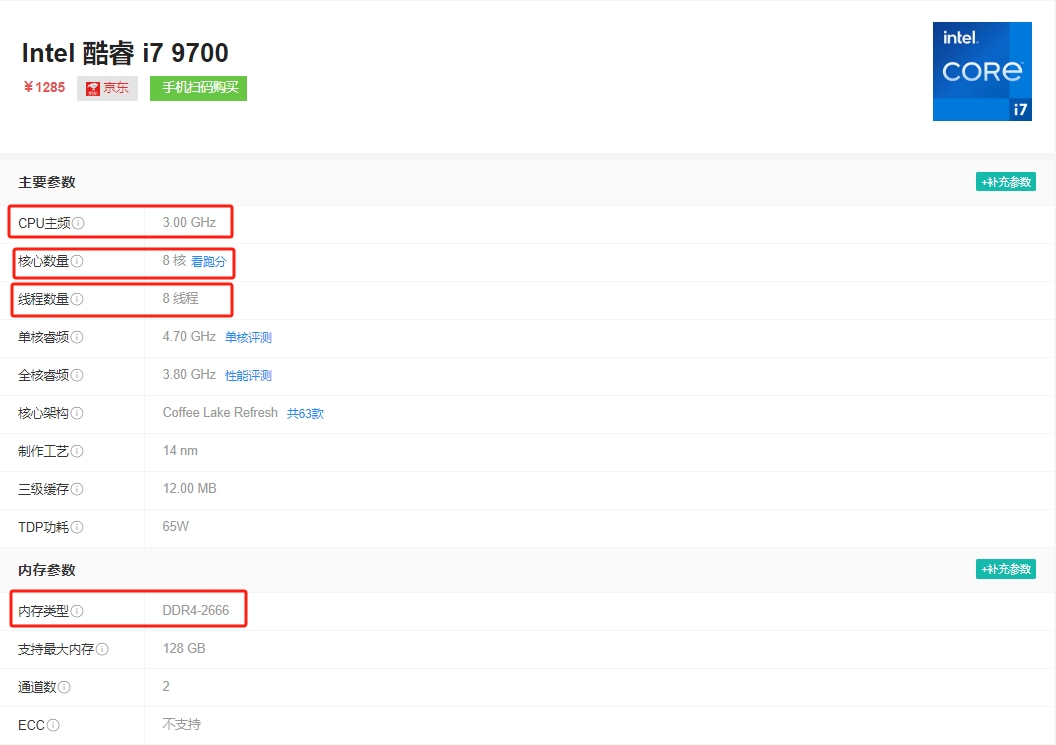 Intel 酷睿 i7 9700
￥1285 京东 手机扫码购买
intel.
CORE
i7
主要参数 +补充参数
CPU主频 3.00 GHz
核心数量 8 核 看跑分
线程数量 8 线程
单核睿频 4.70 GHz 单核评测
全核睿频 3.80 GHz 性能评测
核心架构 Coffee Lake Refresh 共63款
制作工艺 14 nm
三级缓存 12.00 MB
TDP功耗 65W
内存参数 +补充参数
内存类型 DDR4-2666
支持最大内存 128 GB
通道数 2
ECC 不支持